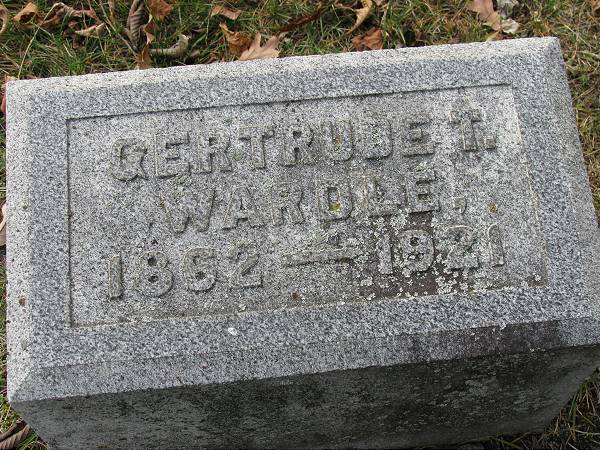 GERTRUDE T.
WARDLE,
1862 — 1921